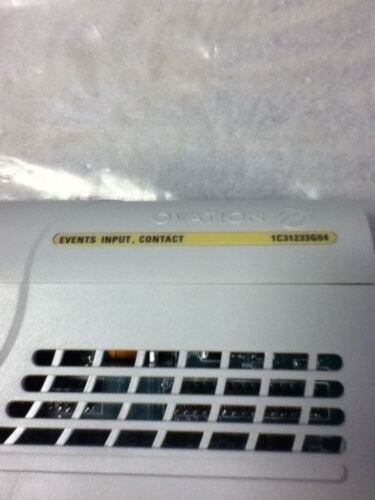 OVATION
EVENTS INPUT, CONTACT 1C31233G04